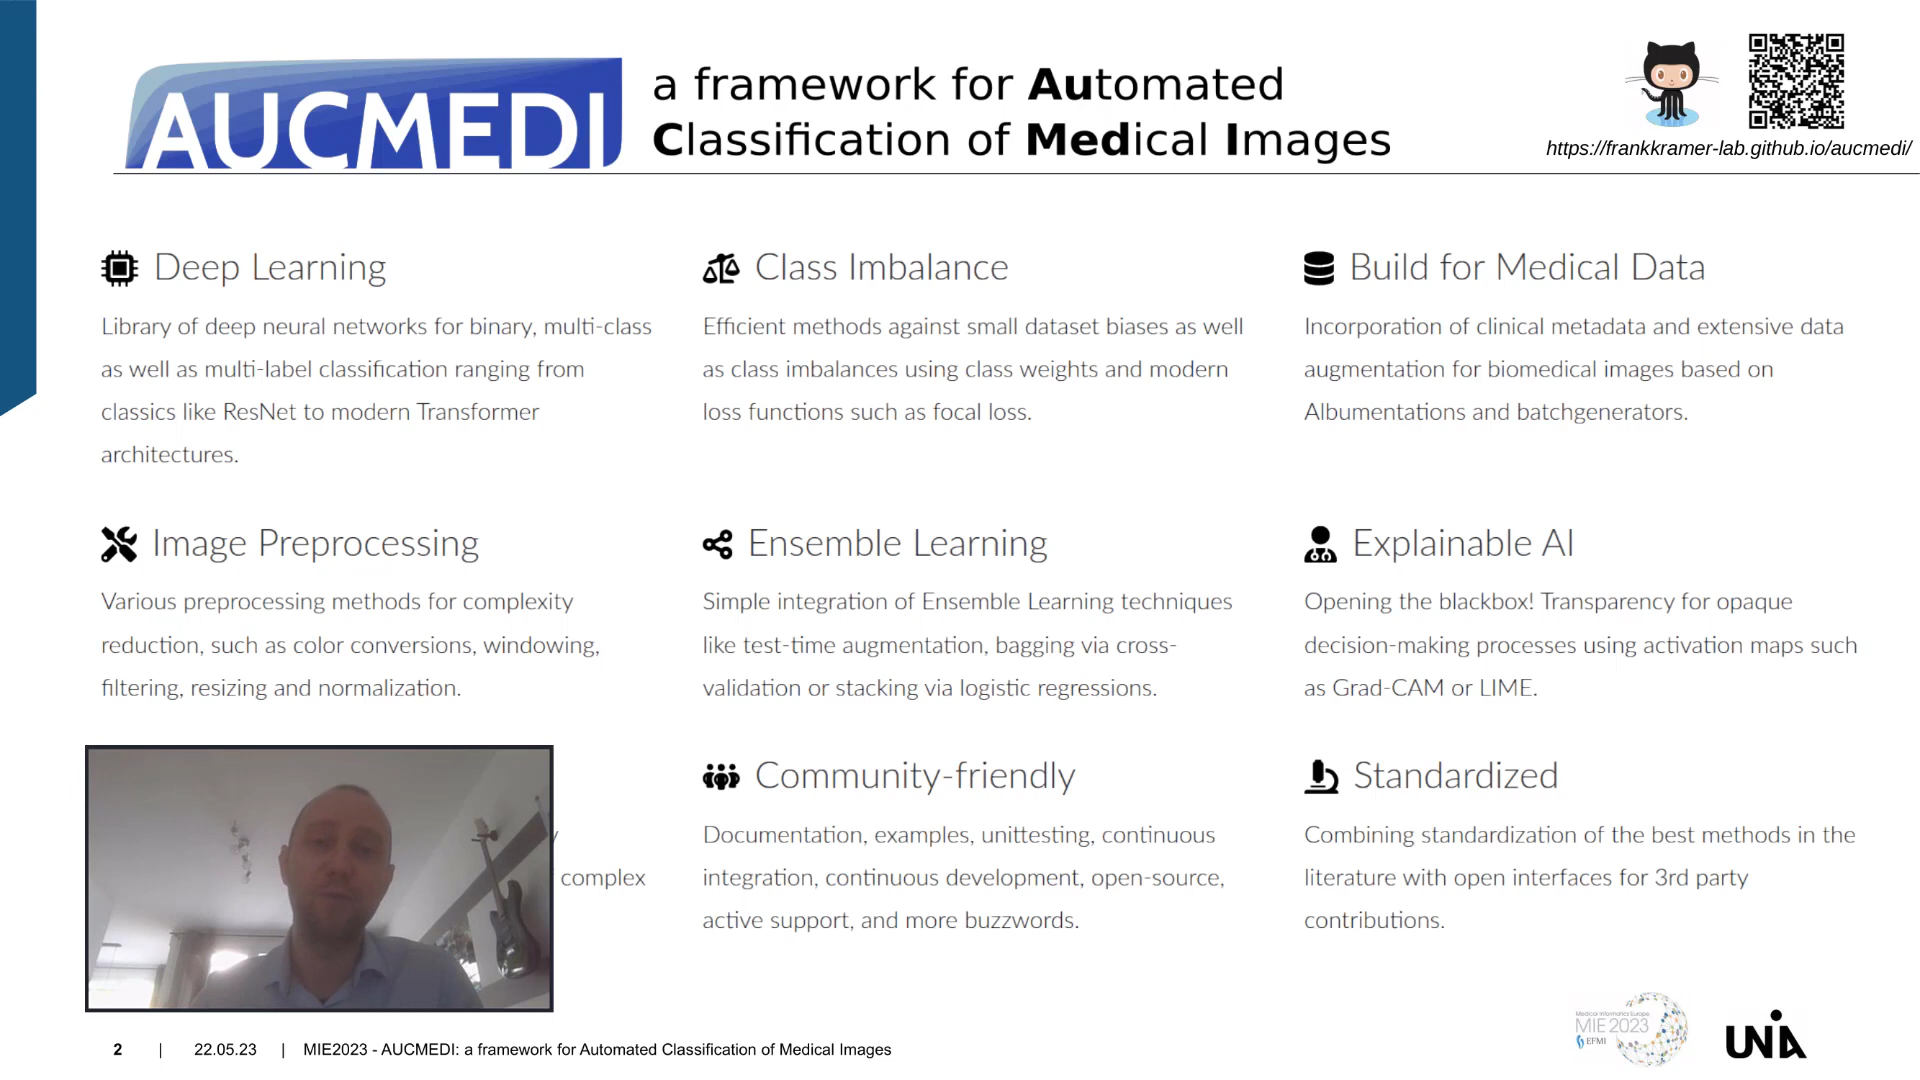 AUCMEDI
a framework for Automated
Classification of Medical Images
https://frankkramer-lab.github.io/aucmedi/
Deep Learning
Library of deep neural networks for binary, multi-class
as well as multi-label classification ranging from
classics like ResNet to modern Transformer
architectures.
Class Imbalance
Efficient methods against small dataset biases as well
as class imbalances using class weights and modern
loss functions such as focal loss.
Build for Medical Data
Incorporation of clinical metadata and extensive data
augmentation for biomedical images based on
Albumentations and batchgenerators.
Image Preprocessing
Various preprocessing methods for complexity
reduction, such as color conversions, windowing,
filtering, resizing and normalization.
Ensemble Learning
Simple integration of Ensemble Learning techniques
like test-time augmentation, bagging via cross-
validation or stacking via logistic regressions.
Explainable AI
Opening the blackbox! Transparency for opaque
decision-making processes using activation maps such
as Grad-CAM or LIME.
complex
Community-friendly
Documentation, examples, unittesting, continuous
integration, continuous development, open-source,
active support, and more buzzwords.
Standardized
Combining standardization of the best methods in the
literature with open interfaces for 3rd party
contributions.
Medical Informatics Europe
MIE 2023
EFMI
UNIA
2 | 22.05.23 | MIE2023 - AUCMEDI: a framework for Automated Classification of Medical Images